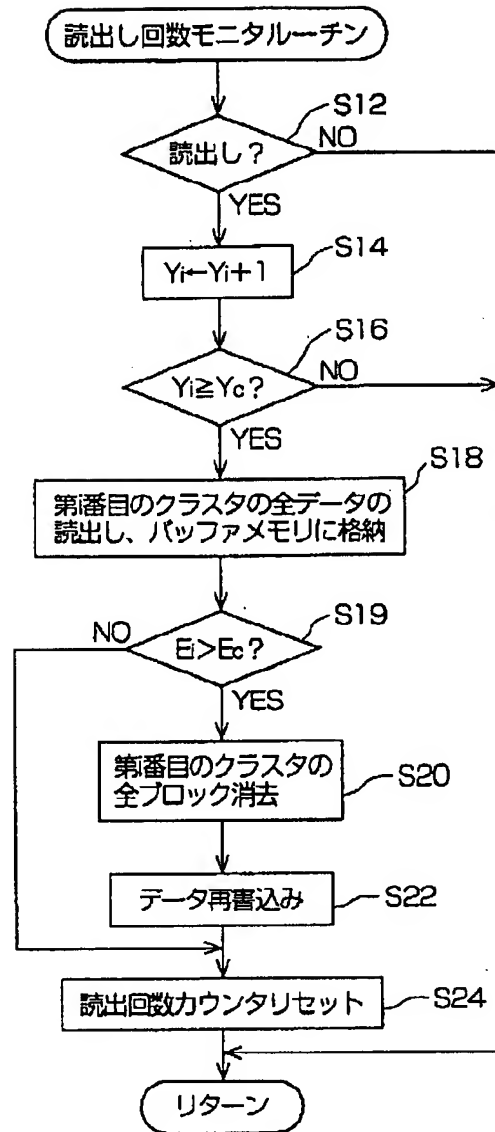 読出し回数モニタルーチン
S12
読出し?
NO
YES
S14
Yi←Yi+1
S16
Yi≧Yc?
NO
YES
S18
第i番目のクラスタの全データの
読出し、バッファメモリに格納
S19
NO
Ei>Ec?
YES
第i番目のクラスタの
全ブロック消去
S20
データ再書込み
S22
読出回数カウンタリセット
S24
リターン